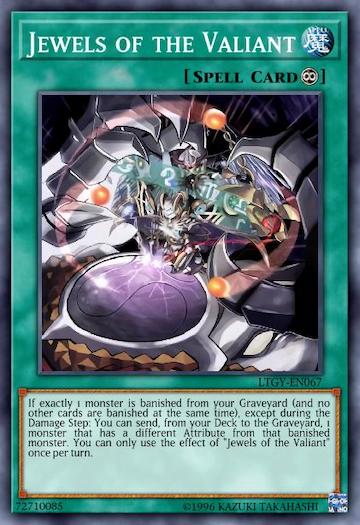 JEWELS OF THE VALIANT
[SPELL CARD]
LTGY-EN067
If exactly 1 monster is banished from your Graveyard (and no
other cards are banished at the same time), except during the
Damage Step: You can send, from your Deck to the Graveyard, 1
monster that has a different Attribute from that banished
monster. You can only use the effect of "Jewels of the Valiant"
once per turn.
72710085
©1996 KAZUKI TAKAHASHI